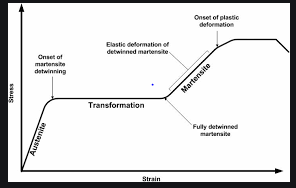 Onset of plastic
deformation
Elastic deformation of
detwinned martensite
Onset of
martensite
detwinning
Martensite
Stress
Transformation
Austenite
Fully detwinned
martensite
Strain